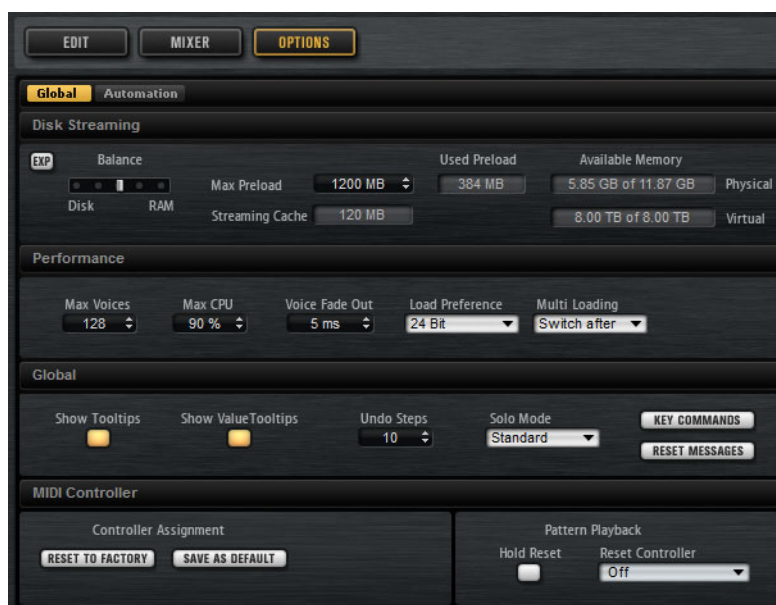 EDIT MIXER OPTIONS
Global Automation
Disk Streaming
EXP Balance Used Preload Available Memory
Max Preload 1200 MB 384 MB 5.85 GB of 11.87 GB Physical
Disk RAM
Streaming Cache 120 MB 8.00 TB of 8.00 TB Virtual
Performance
Max Voices Max CPU Voice Fade Out Load Preference Multi Loading
128 90 % 5 ms 24 Bit Switch after
Global
Show Tooltips Show ValueTooltips Undo Steps Solo Mode KEY COMMANDS
10 Standard
RESET MESSAGES
MIDI Controller
Controller Assignment Pattern Playback
RESET TO FACTORY SAVE AS DEFAULT Hold Reset Reset Controller
Off